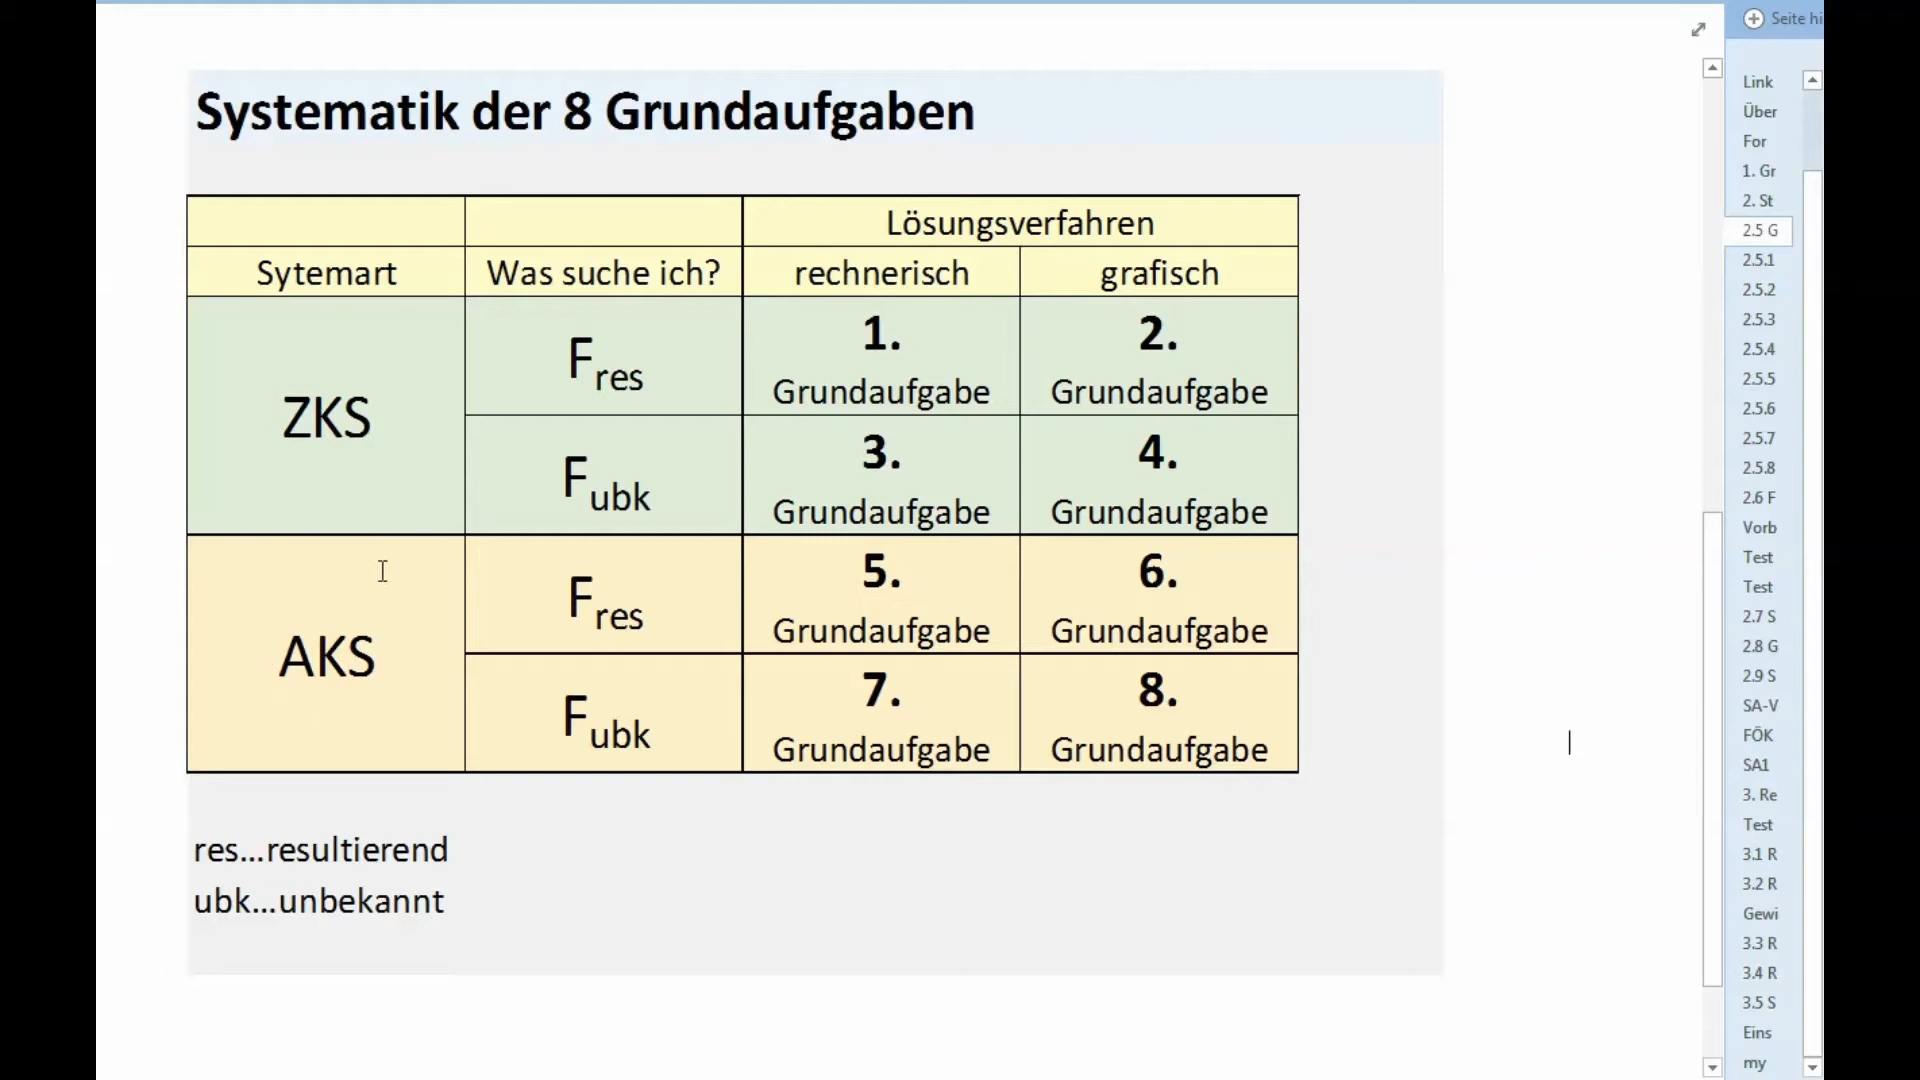 Systematik der 8 Grundaufgaben
Lösungsverfahren
Sytemart Was suche ich? rechnerisch grafisch
ZKS
Fres
1. Grundaufgabe
2. Grundaufgabe
Fubk
3. Grundaufgabe
4. Grundaufgabe
AKS
Fres
5. Grundaufgabe
6. Grundaufgabe
Fubk
7. Grundaufgabe
8. Grundaufgabe
res...resultierend
ubk...unbekannt
Seite hi
Link
Über
For
1. Gr
2. St
2.5 G
2.5.1
2.5.2
2.5.3
2.5.4
2.5.5
2.5.6
2.5.7
2.5.8
2.6 F
Vorb
Test
Test
2.7 S
2.8 G
2.9 S
SA-V
FÖK
SA1
3. Re
Test
3.1 R
3.2 R
Gewi
3.3 R
3.4 R
3.5 S
Eins
my